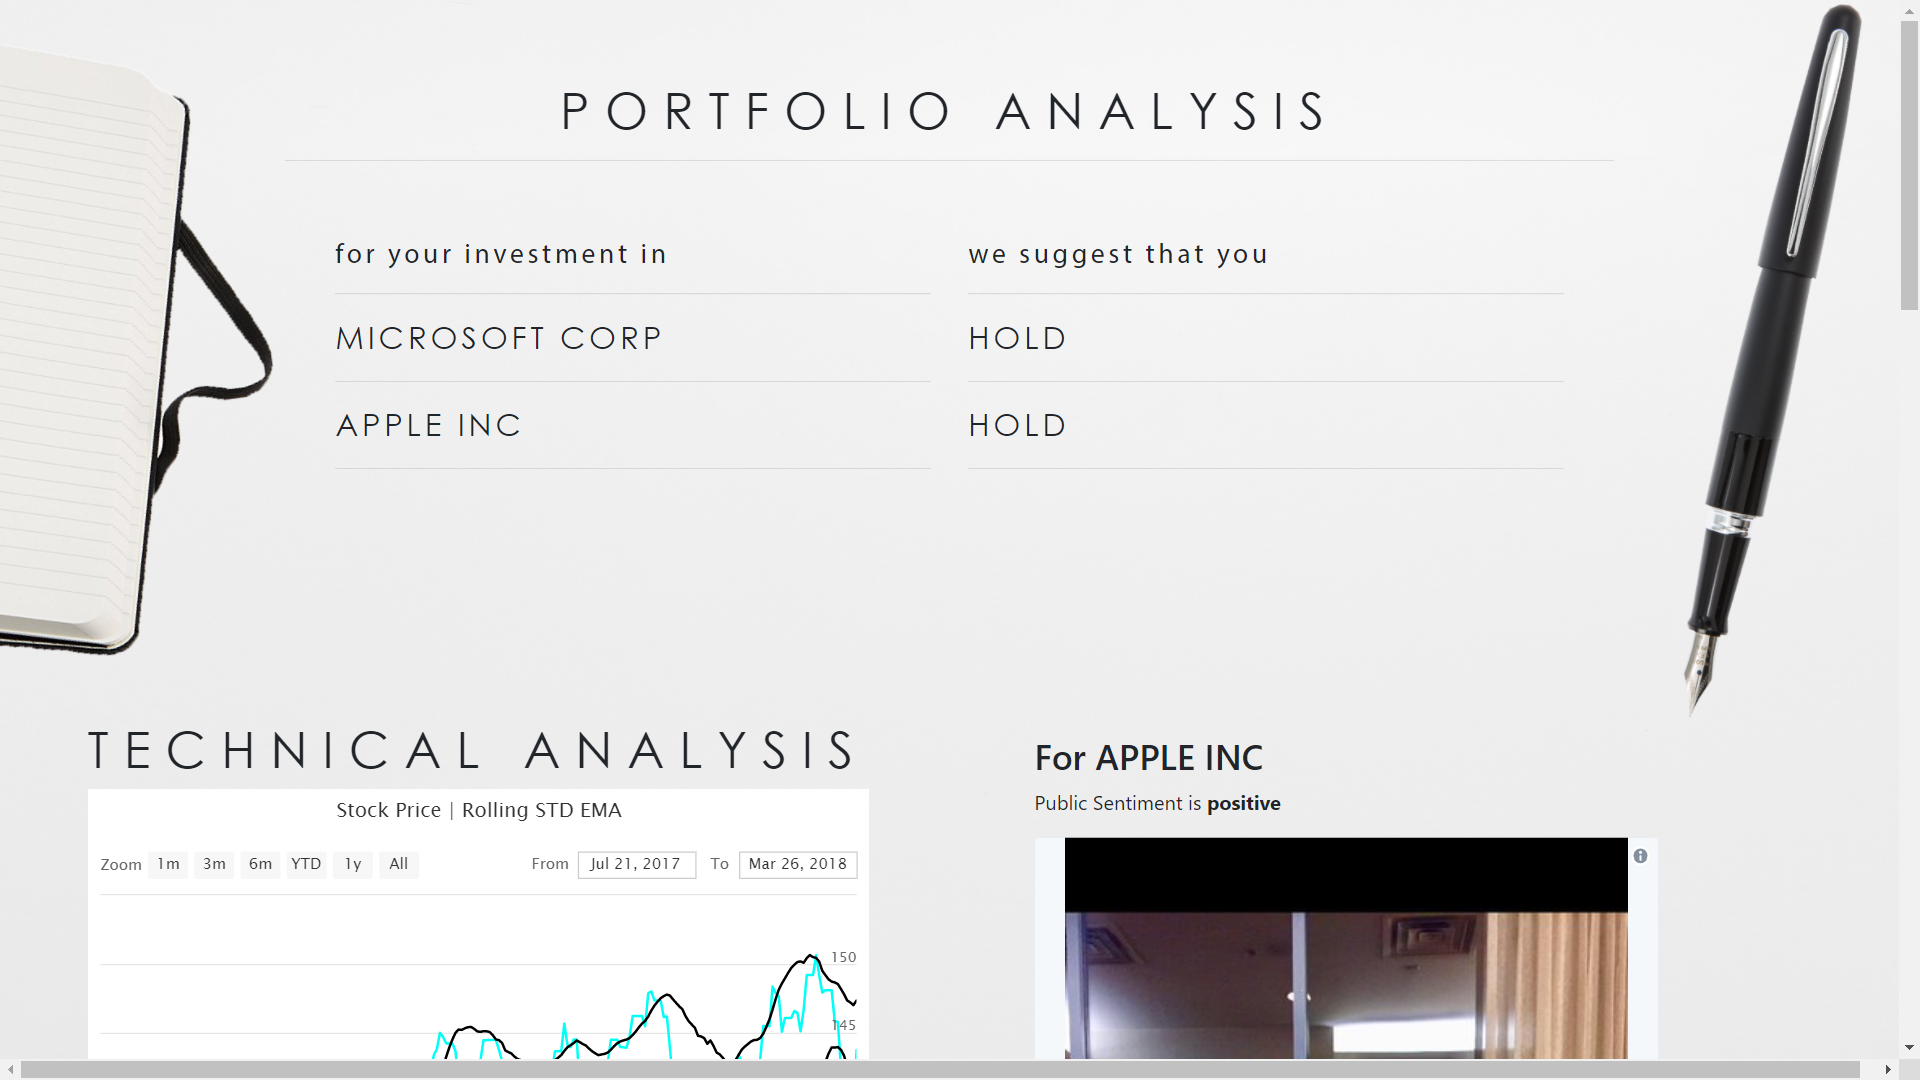 PORTFOLIO ANALYSIS
for your investment in
we suggest that you
MICROSOFT CORP
HOLD
APPLE INC
HOLD
TECHNICAL ANALYSIS
For APPLE INC
Public Sentiment is positive
Stock Price | Rolling STD EMA
Zoom 1m 3m 6m YTD 1y All From Jul 21, 2017 To Mar 26, 2018
150
145